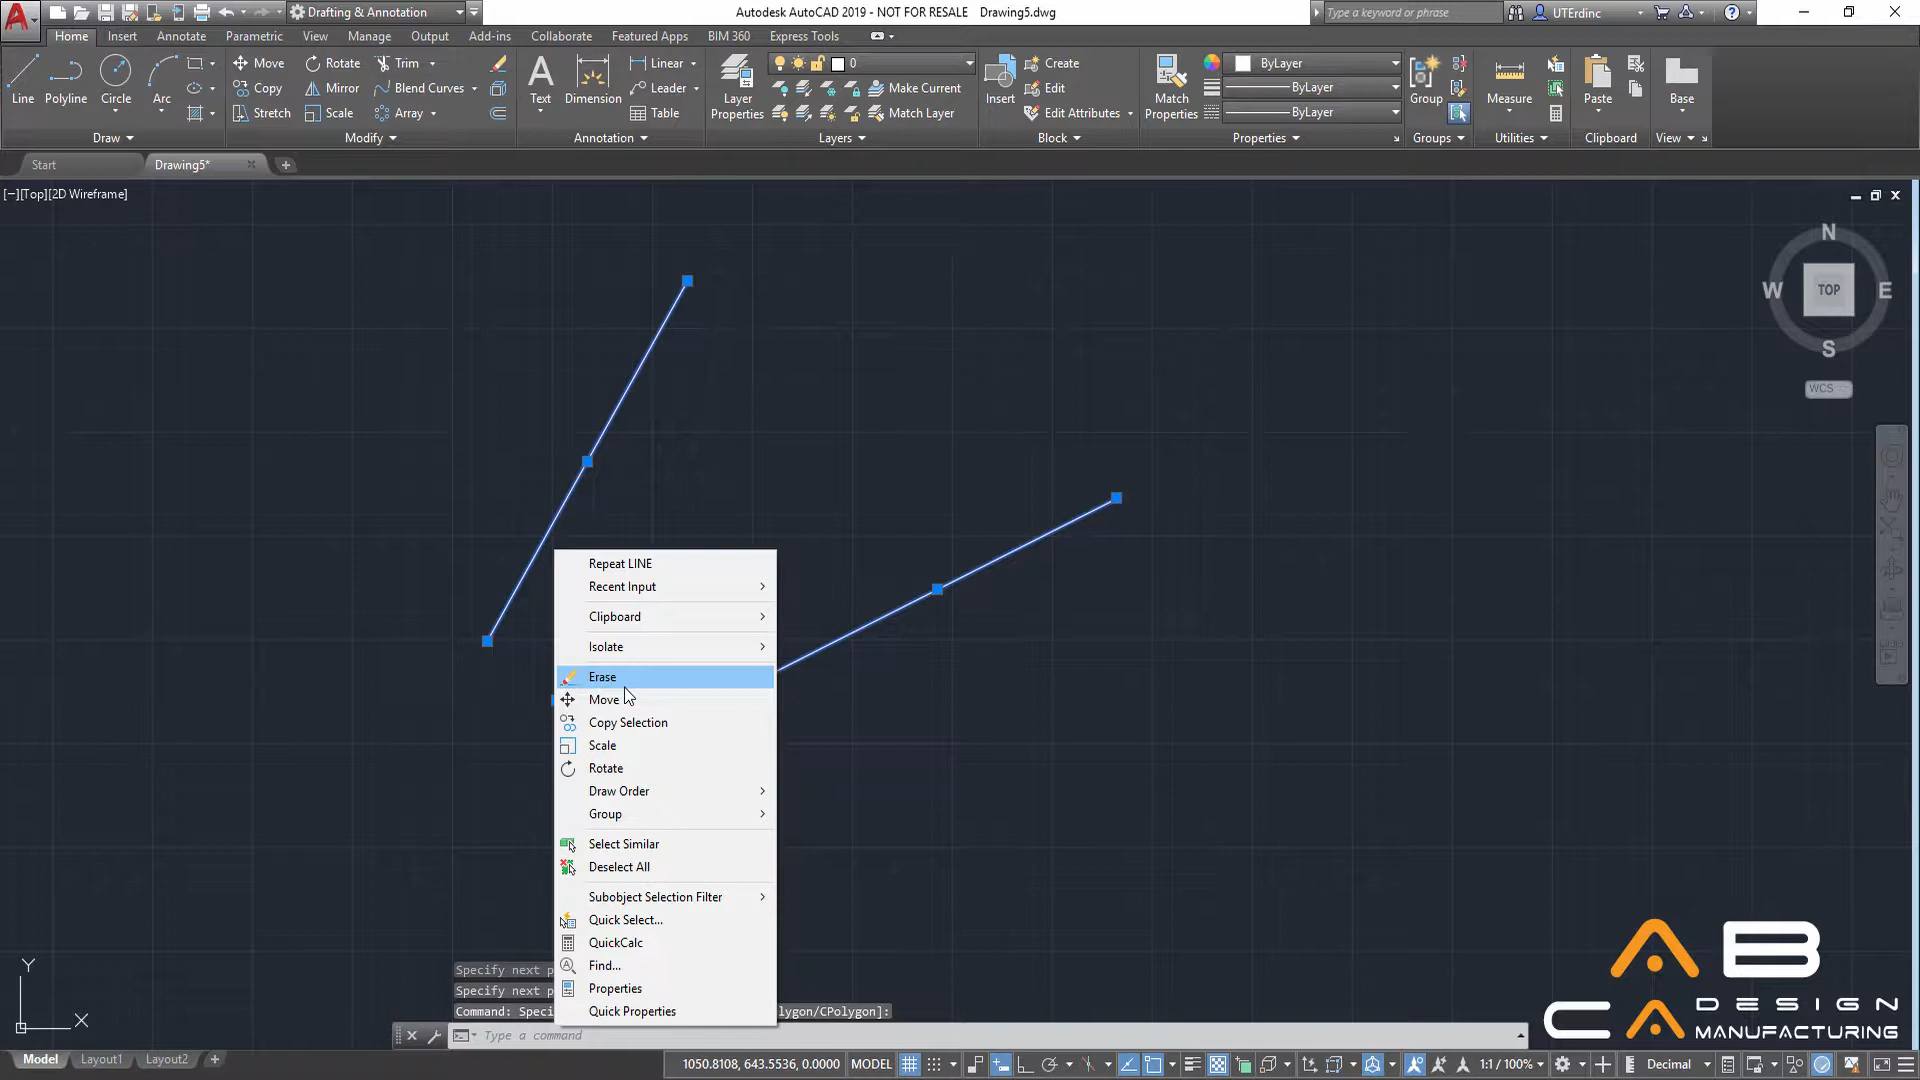 Drafting & Annotation
Autodesk AutoCAD 2019 - NOT FOR RESALE Drawing5.dwg
Type a keyword or phrase
UTErdinc
Home Insert Annotate Parametric View Manage Output Add-ins Collaborate Featured Apps BIM 360 Express Tools
Line
Polyline
Circle
Arc
Move
Rotate
Trim
Copy
Mirror
Blend Curves
Stretch
Scale
Array
Text
Dimension
Linear
Leader
Table
Layer
Properties
0
Make Current
Match Layer
Insert
Create
Edit
Edit Attributes
Match
Properties
ByLayer
ByLayer
ByLayer
Group
Measure
Paste
Base
Draw
Modify
Annotation
Layers
Block
Properties
Groups
Utilities
Clipboard
View
Start
Drawing5*
[−][Top][2D Wireframe]
N
W
TOP
E
S
WCS
Repeat LINE
Recent Input
Clipboard
Isolate
Erase
Move
Copy Selection
Scale
Rotate
Draw Order
Group
Select Similar
Deselect All
Subobject Selection Filter
Quick Select...
QuickCalc
Find...
Properties
Quick Properties
Specify next p
Specify next p
Command: Speci
lygon/CPolygon]:
Type a command
Y
X
AB
CA
DESIGN
MANUFACTURING
Model Layout1 Layout2
1050.8108, 643.5536, 0.0000 MODEL
1:1 / 100%
Decimal